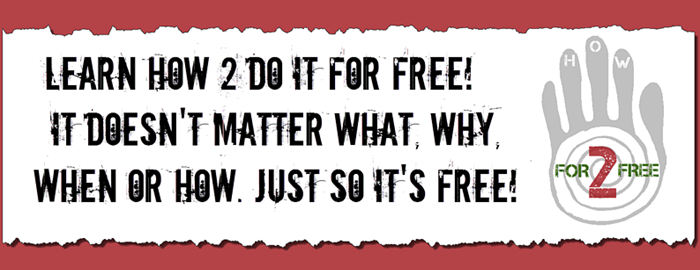 LEARN HOW 2 DO IT FOR FREE!
IT DOESN'T MATTER WHAT, WHY,
WHEN OR HOW. JUST SO IT'S FREE!
HOW
FOR 2 FREE